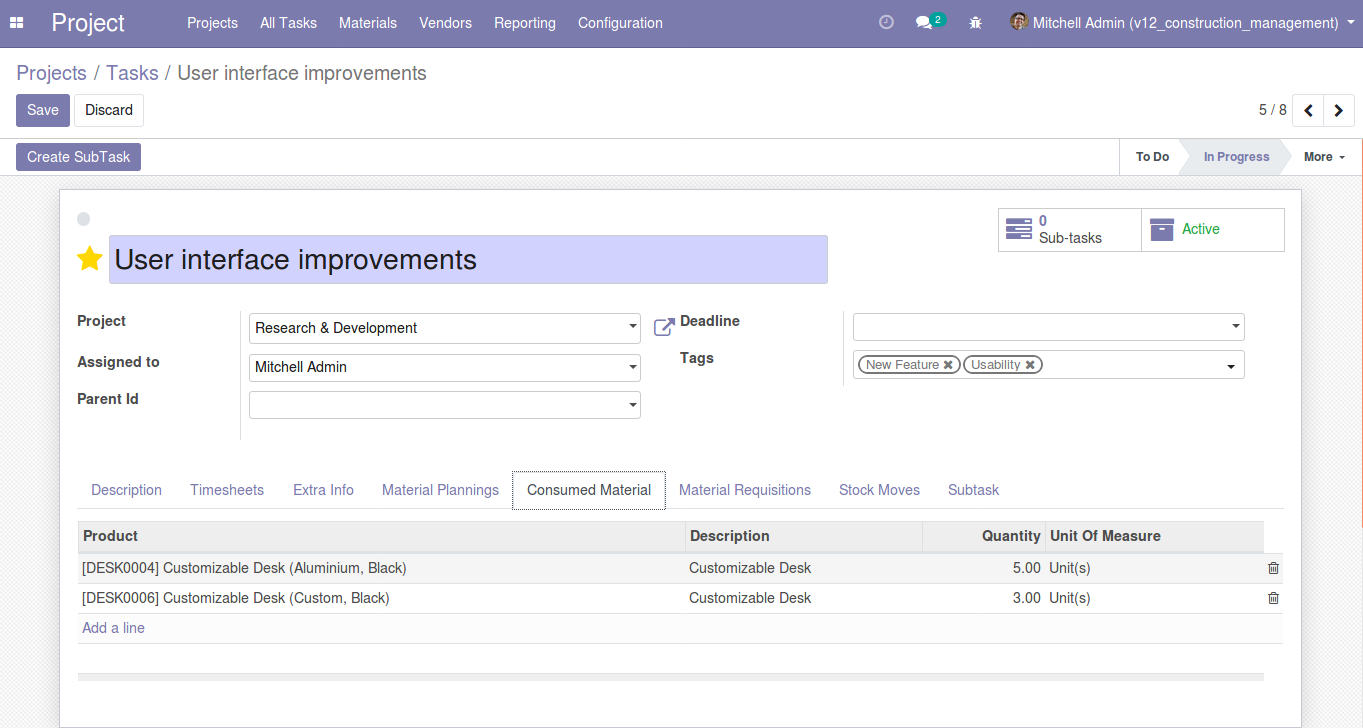 Project Projects All Tasks Materials Vendors Reporting Configuration 2 Mitchell Admin (v12_construction_management)
Projects / Tasks / User interface improvements
Save Discard 5 / 8
Create SubTask To Do In Progress More
0
Sub-tasks Active
User interface improvements
Project Research & Development Deadline
Assigned to Mitchell Admin Tags New Feature Usability
Parent Id
Description Timesheets Extra Info Material Plannings Consumed Material Material Requisitions Stock Moves Subtask
Product Description Quantity Unit Of Measure
[DESK0004] Customizable Desk (Aluminium, Black) Customizable Desk 5.00 Unit(s)
[DESK0006] Customizable Desk (Custom, Black) Customizable Desk 3.00 Unit(s)
Add a line